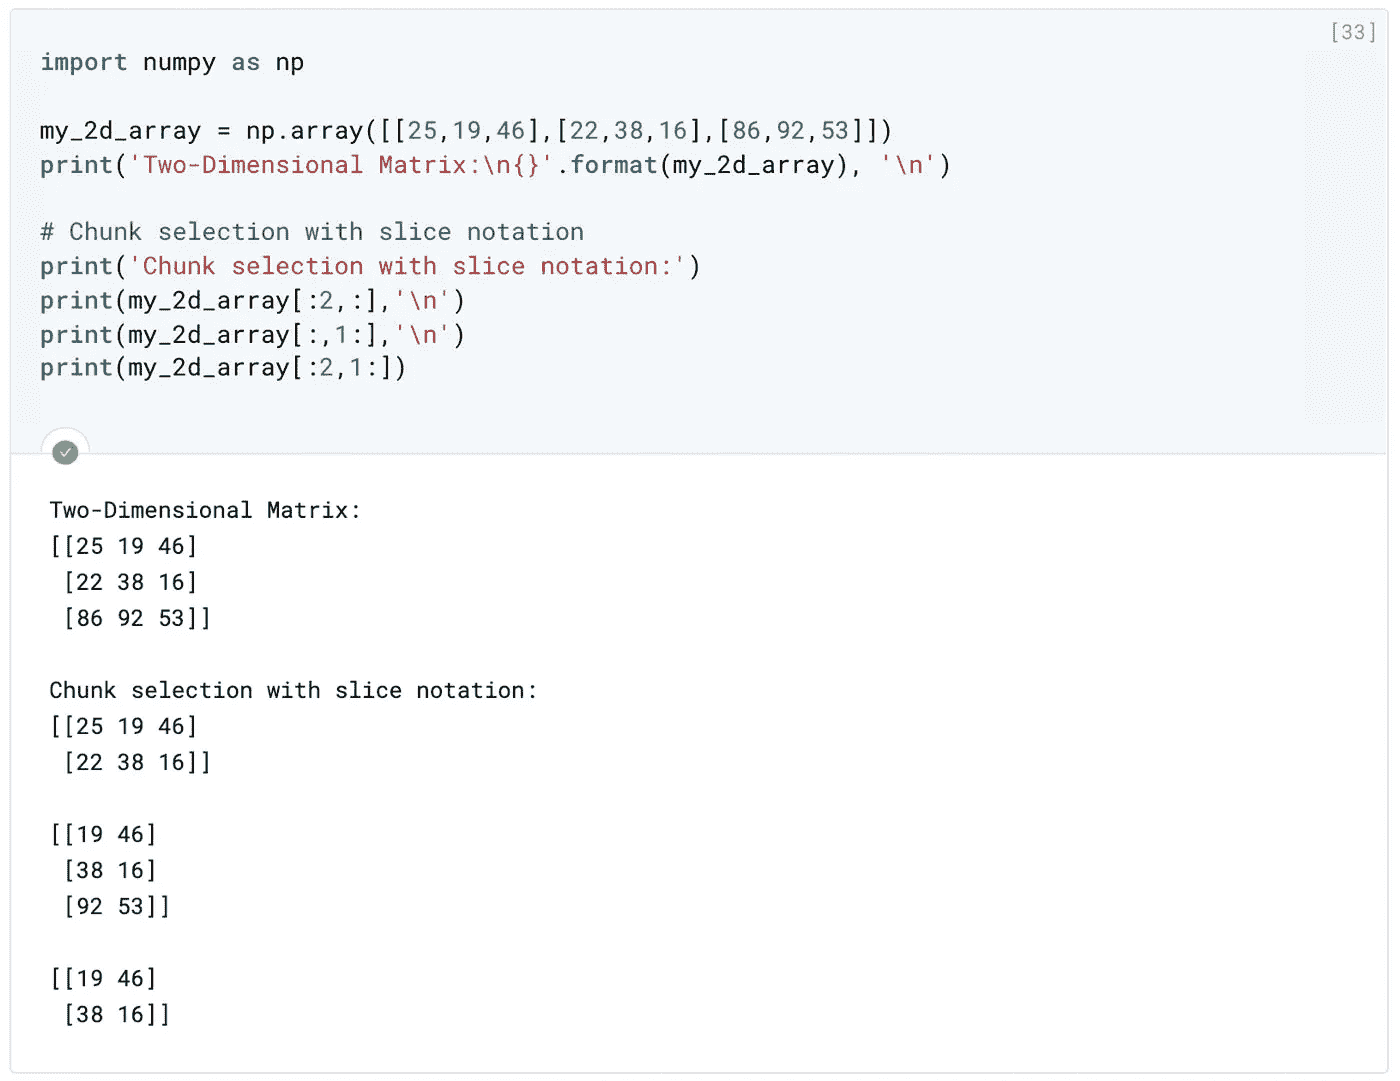 [33]
import numpy as np
my_2d_array = np.array([[25,19,46],[22,38,16],[86,92,53]])
print('Two-Dimensional Matrix:\n{}'.format(my_2d_array), '\n')
# Chunk selection with slice notation
print('Chunk selection with slice notation:')
print(my_2d_array[:2,:],'\n')
print(my_2d_array[:,1:],'\n')
print(my_2d_array[:2,1:])
Two-Dimensional Matrix:
[[25 19 46]
 [22 38 16]
 [86 92 53]]
Chunk selection with slice notation:
[[25 19 46]
 [22 38 16]]
[[19 46]
 [38 16]
 [92 53]]
[[19 46]
 [38 16]]